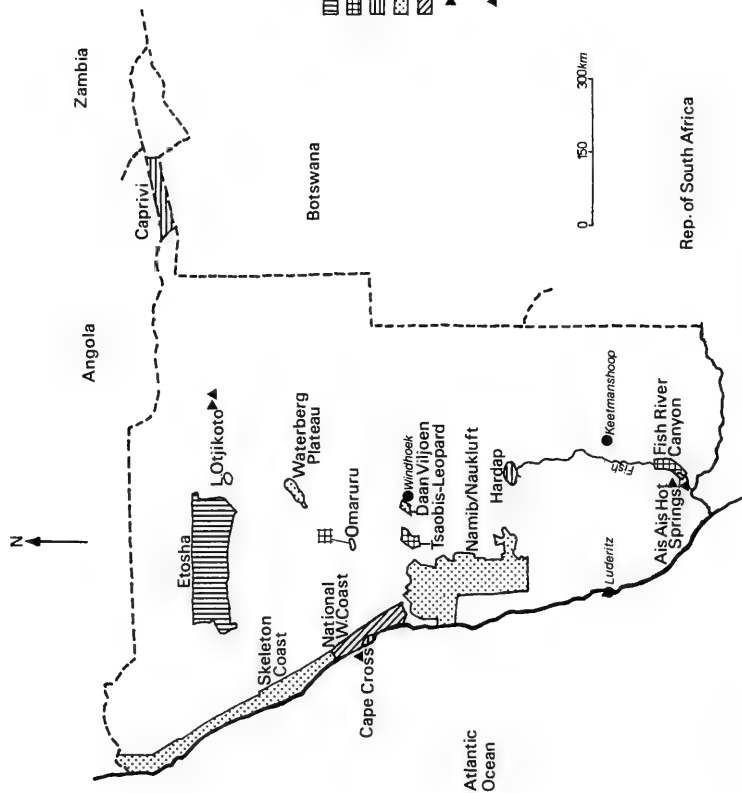 N
Zambia
Angola
Caprivi
Botswana
Etosha
L.Otjikoto
Waterberg
Plateau
Skeleton
Coast
Omaruru
National
W.Coast
Cape Cross
Windhoek
Daan Viljoen
Tsaobis-Leopard
Namib/Naukluft
Hardap
Atlantic
Ocean
Keetmanshoop
Luderitz
Fish
Fish River
Canyon
Ais Ais Hot
Springs
0 150 300km
Rep. of South Africa